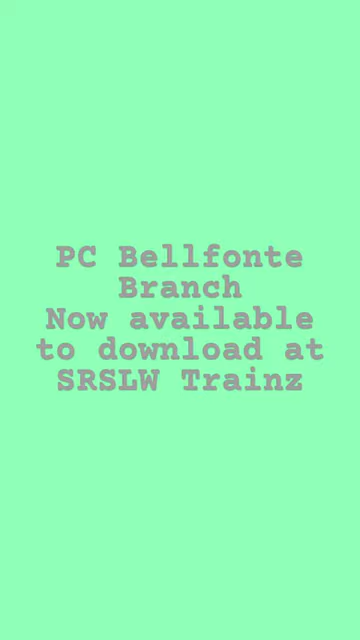 PC Bellfonte
Branch
Now available
to download at
SRSLW Trainz